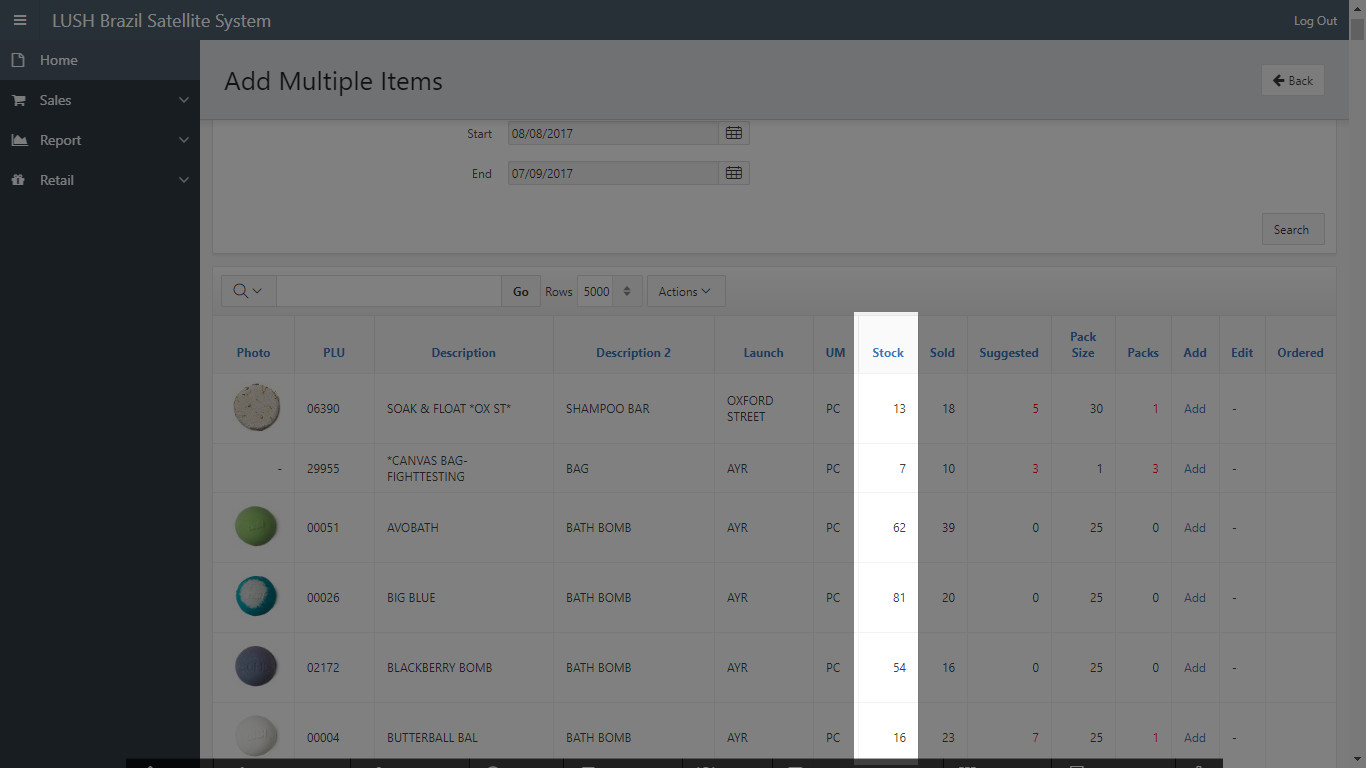 LUSH Brazil Satellite System
Log Out
Home
Sales
Report
Retail
Add Multiple Items
Back
Start 08/08/2017
End 07/09/2017
Search
Go Rows 5000 Actions
Photo PLU Description Description 2 Launch UM Stock Sold Suggested Pack Size Packs Add Edit Ordered
06390 SOAK & FLOAT *OX ST* SHAMPOO BAR OXFORD STREET PC 13 18 5 30 1 Add -
- 29955 *CANVAS BAG-FIGHTTESTING BAG AYR PC 7 10 3 1 3 Add -
00051 AVOBATH BATH BOMB AYR PC 62 39 0 25 0 Add -
00026 BIG BLUE BATH BOMB AYR PC 81 20 0 25 0 Add -
02172 BLACKBERRY BOMB BATH BOMB AYR PC 54 16 0 25 0 Add -
00004 BUTTERBALL BAL BATH BOMB AYR PC 16 23 7 25 1 Add -